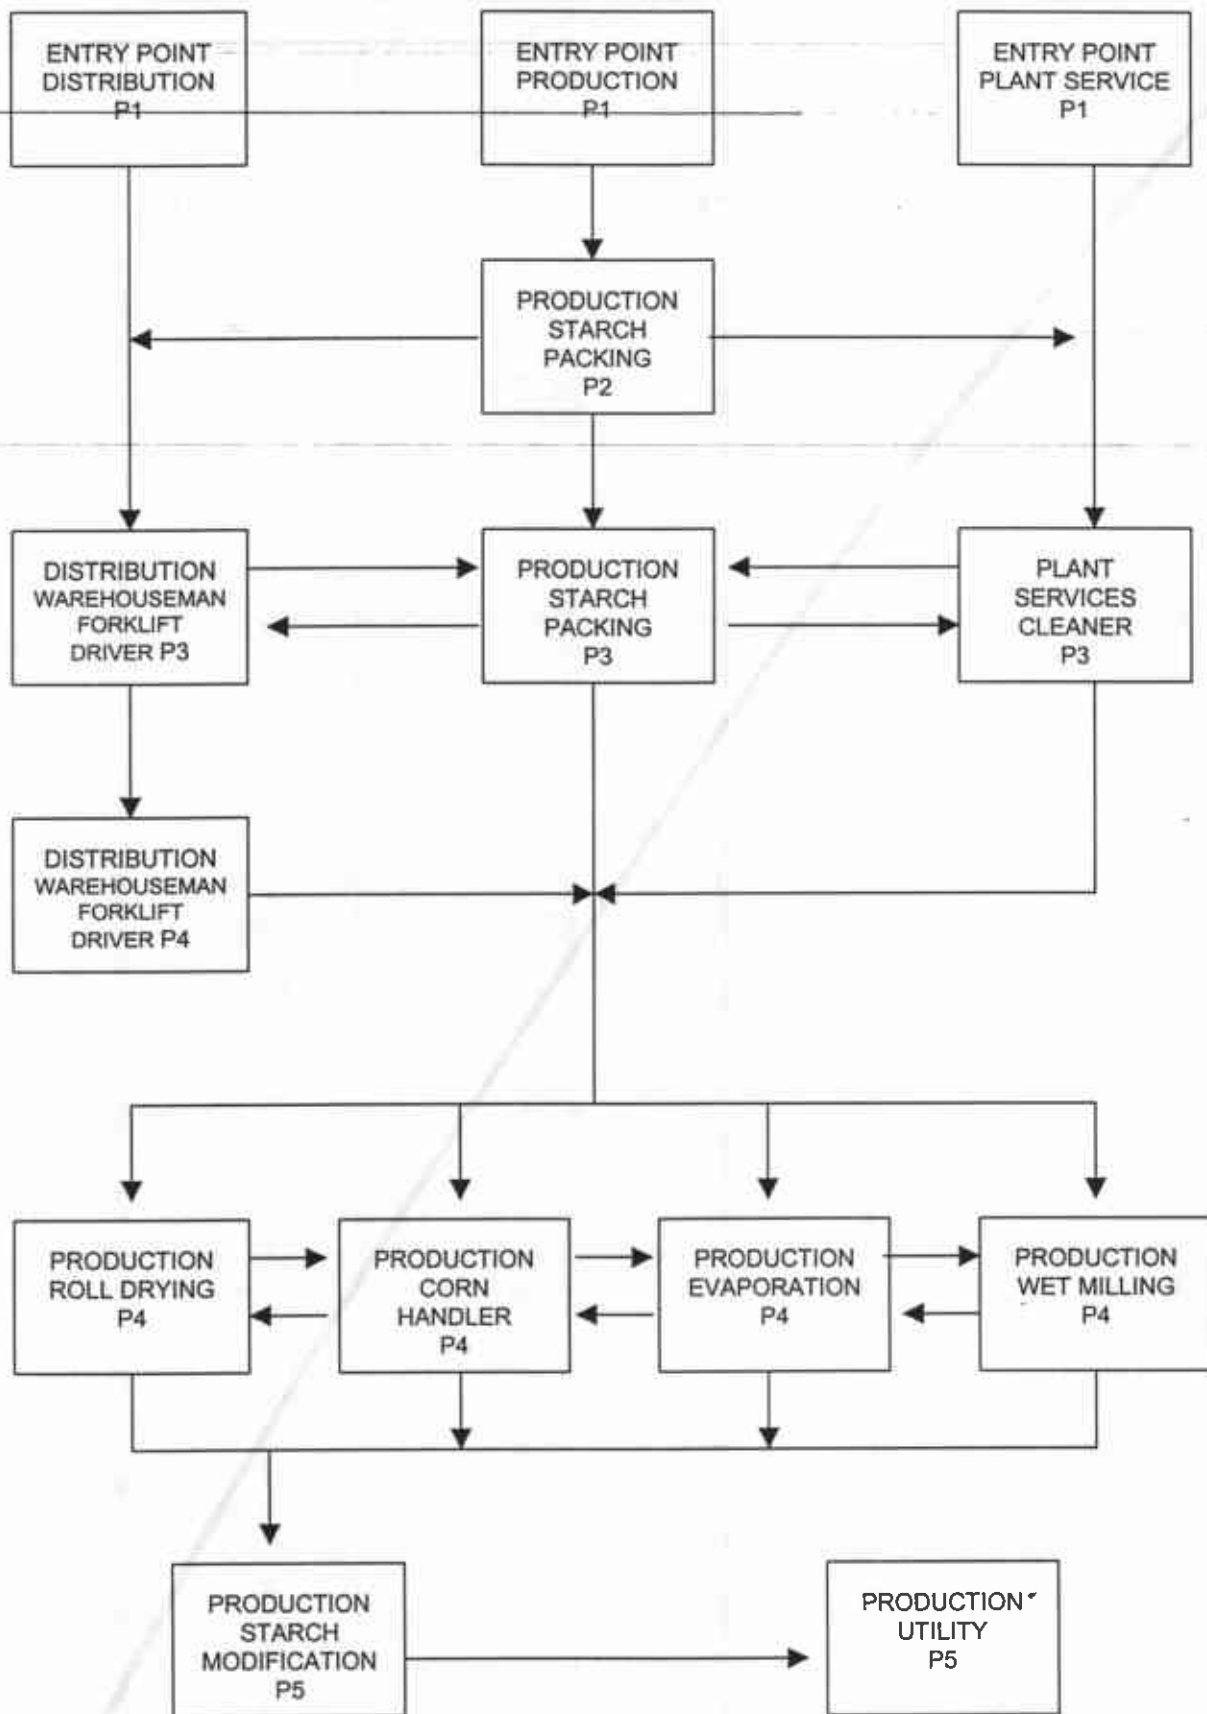 ENTRY POINT
DISTRIBUTION
P1
ENTRY POINT
PRODUCTION
P1
ENTRY POINT
PLANT SERVICE
P1
PRODUCTION
STARCH
PACKING
P2
DISTRIBUTION
WAREHOUSEMAN
FORKLIFT
DRIVER P3
PRODUCTION
STARCH
PACKING
P3
PLANT
SERVICES
CLEANER
P3
DISTRIBUTION
WAREHOUSEMAN
FORKLIFT
DRIVER P4
PRODUCTION
ROLL DRYING
P4
PRODUCTION
CORN
HANDLER
P4
PRODUCTION
EVAPORATION
P4
PRODUCTION
WET MILLING
P4
PRODUCTION
STARCH
MODIFICATION
P5
PRODUCTION
UTILITY
P5